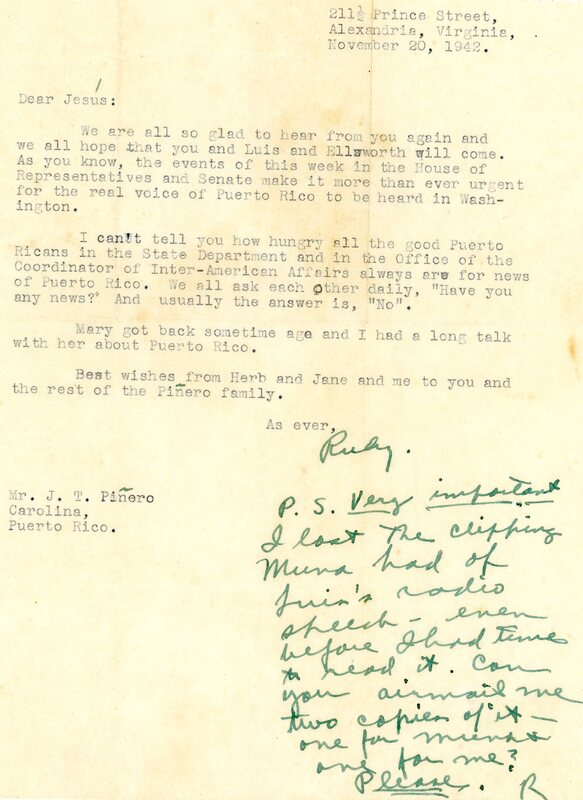 211½ Prince Street,
Alexandria, Virginia,
November 20, 1942.
Dear Jesús:
We are all so glad to hear from you again and
we all hope that you and Luis and Ellsworth will come.
As you know, the events of this week in the House of
Representatives and Senate make it more than ever urgent
for the real voice of Puerto Rico to be heard in Wash-
ington.
I can't tell you how hungry all the good Puerto
Ricans in the State Department and in the Office of the
Coordinator of Inter-American Affairs always are for news
of Puerto Rico. We all ask each other daily, "Have you
any news?" And usually the answer is, "No".
Mary got back sometime ago and I had a long talk
with her about Puerto Rico.
Best wishes from Herb and Jane and me to you and
the rest of the Piñero family.
As ever,
Ruby.
Mr. J. T. Piñero
Carolina,
Puerto Rico.
P. S. Very important
I lost the clipping
Muna had of
Luis's radio
speech – even
before I had time
to read it. Can
you airmail me
two copies of it –
one for Muna &
one for me?
Please. R